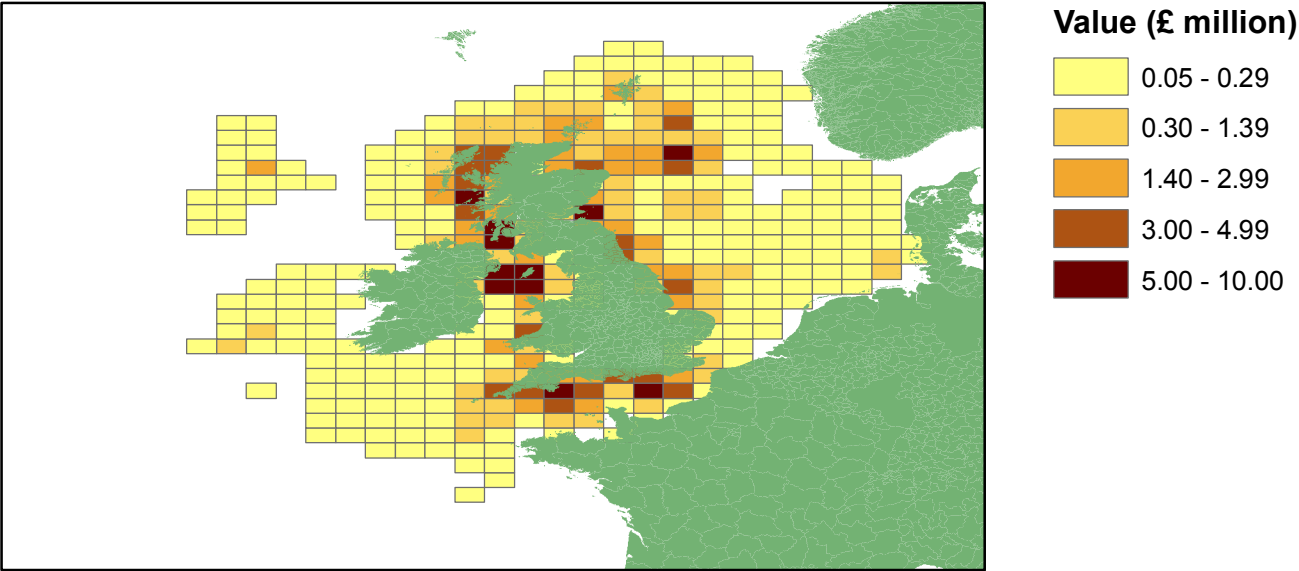 Value (£ million)
0.05 - 0.29
0.30 - 1.39
1.40 - 2.99
3.00 - 4.99
5.00 - 10.00